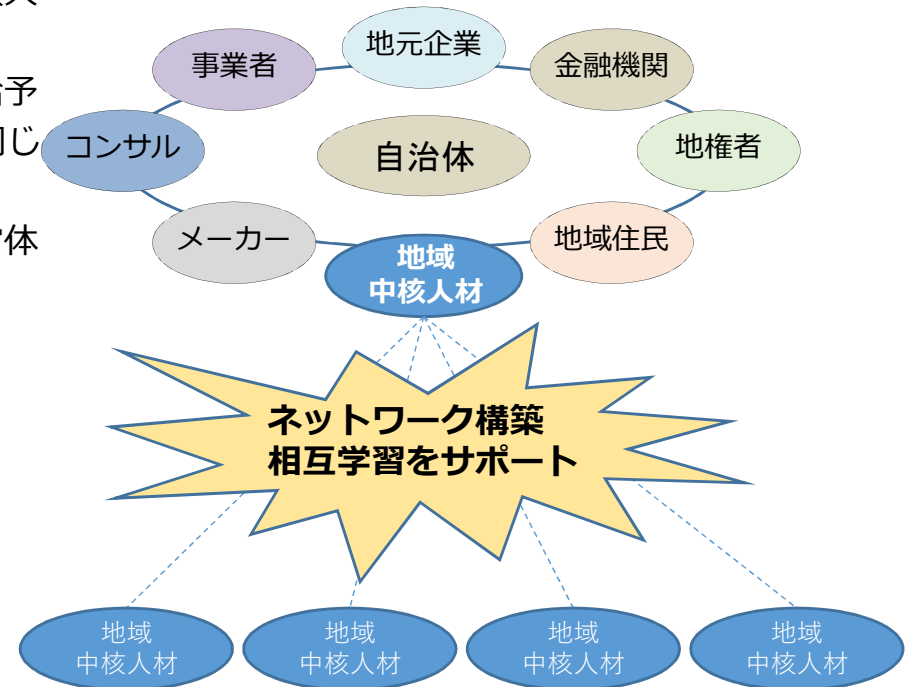 地元企業
事業者
金融機関
給予
同じ
コンサル
自治体
地権者
メーカー
地域住民
地域
中核人材
ネットワーク構築
相互学習をサポート
地域
中核人材
地域
中核人材
地域
中核人材
地域
中核人材